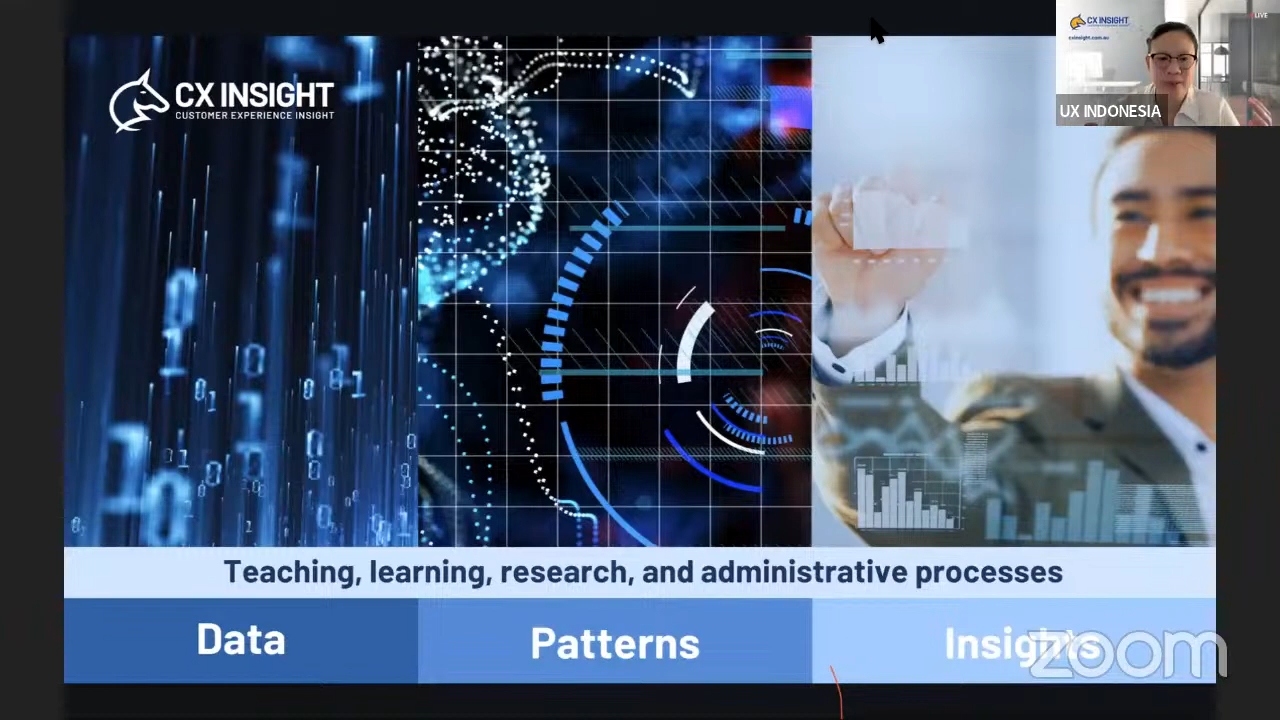 CX INSIGHT
CUSTOMER EXPERIENCE INSIGHT
CX INSIGHT
cxinsight.com.au
LIVE
UX INDONESIA
Teaching, learning, research, and administrative processes
Data
Patterns
Insights
zoom